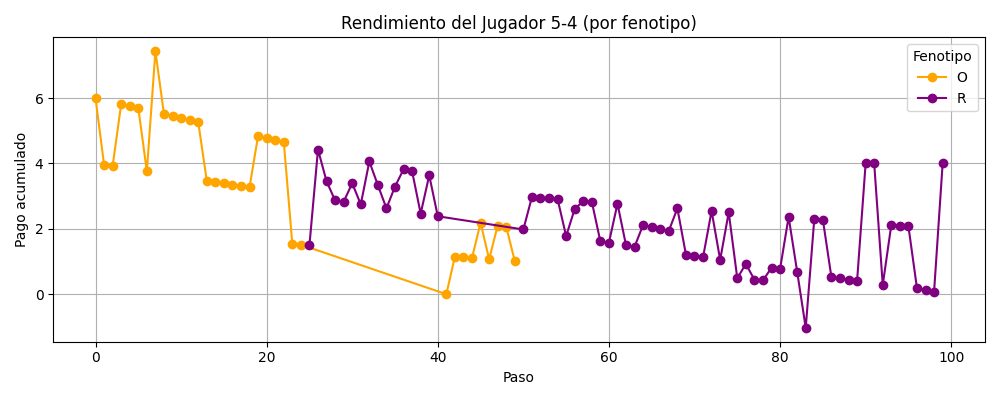 Rendimiento del Jugador 5-4 (por fenotipo)
Fenotipo
O
R
Pago acumulado
6
4
2
0
0 20 40 60 80 100
Paso